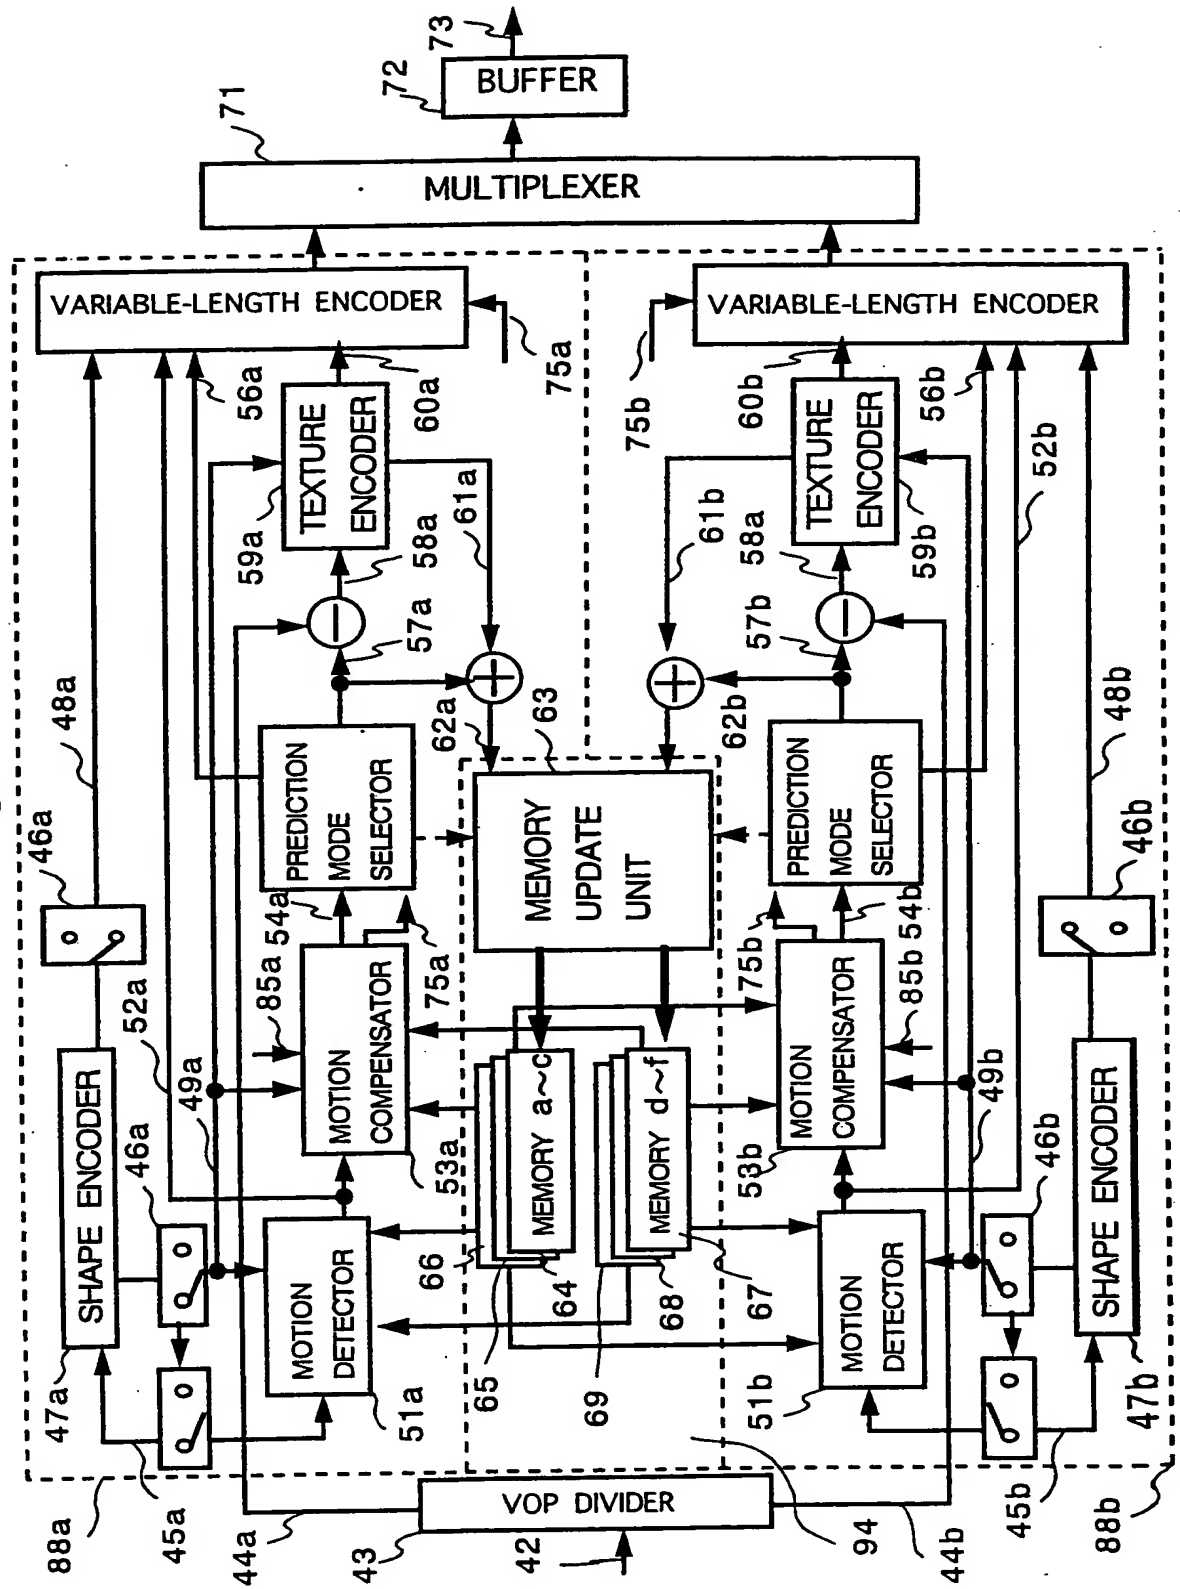 73
72
BUFFER
71
MULTIPLEXER
VARIABLE-LENGTH ENCODER
VARIABLE-LENGTH ENCODER
75a
75b
56a
60a
60b
56b
TEXTURE
ENCODER
TEXTURE
ENCODER
59a
61a
61b
59b
52b
58a
58a
57a
57b
48a
62a
63
62b
48b
46a
PREDICTION
MODE
SELECTOR
MEMORY
UPDATE
UNIT
PREDICTION
MODE
SELECTOR
46b
54a
75a
75b
54b
52a
85a
85b
49a
MOTION
COMPENSATOR
MOTION
COMPENSATOR
49b
SHAPE ENCODER
46a
53a
MEMORY a~c
MEMORY d~f
53b
46b
SHAPE ENCODER
66
64
65
69
68
67
MOTION
DETECTOR
MOTION
DETECTOR
47a
51a
51b
47b
88a
45a
44a
43
VOP DIVIDER
42
94
44b
45b
88b